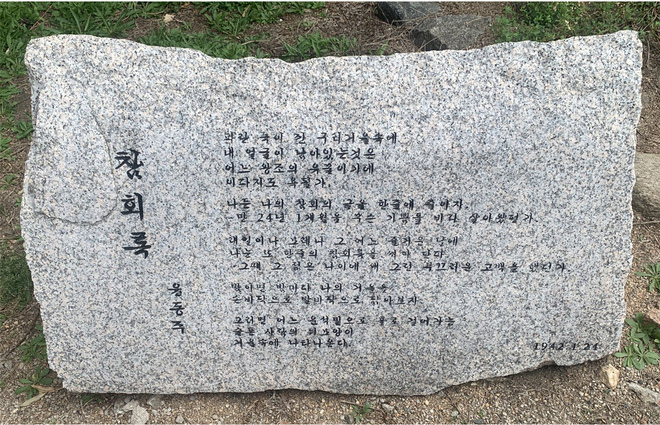 참회록
윤동주
파란 녹이 낀 구리거울속에
내 얼굴이 남아있는것은
어느 왕조의 유물이기에
이다지도 욕될가.
나는 나의 참회의 글을 한줄에 줄이자.
- 만 24년 1개월을 무슨 기쁨을 바라 살아왔던가
내일이나 모레나 그 어느 즐거운 날에
나는 또 한줄의 참회록을 써야 한다
-그때 그 젊은 나이에 왜 그런 부끄러운 고백을 했던가
밤이면 밤마다 나의 거울을
손바닥으로 발바닥으로 닦아보자
그러면 어느 운석밑으로 홀로 걸어가는
슬픈 사람의 뒤모양이
거울속에 나타나온다.
1942.1.24